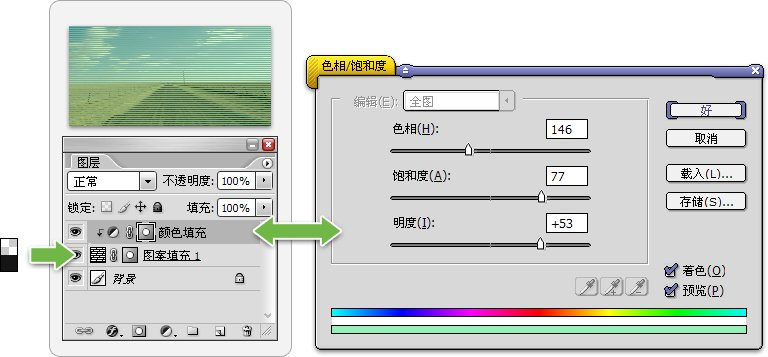 图层
正常 不透明度: 100%
锁定: 填充: 100%
颜色填充
图案填充 1
背景
色相/饱和度
编辑(E): 全图
色相(H): 146
饱和度(A): 77
明度(I): +53
好
取消
载入(L)...
存储(S)...
着色(O)
预览(P)